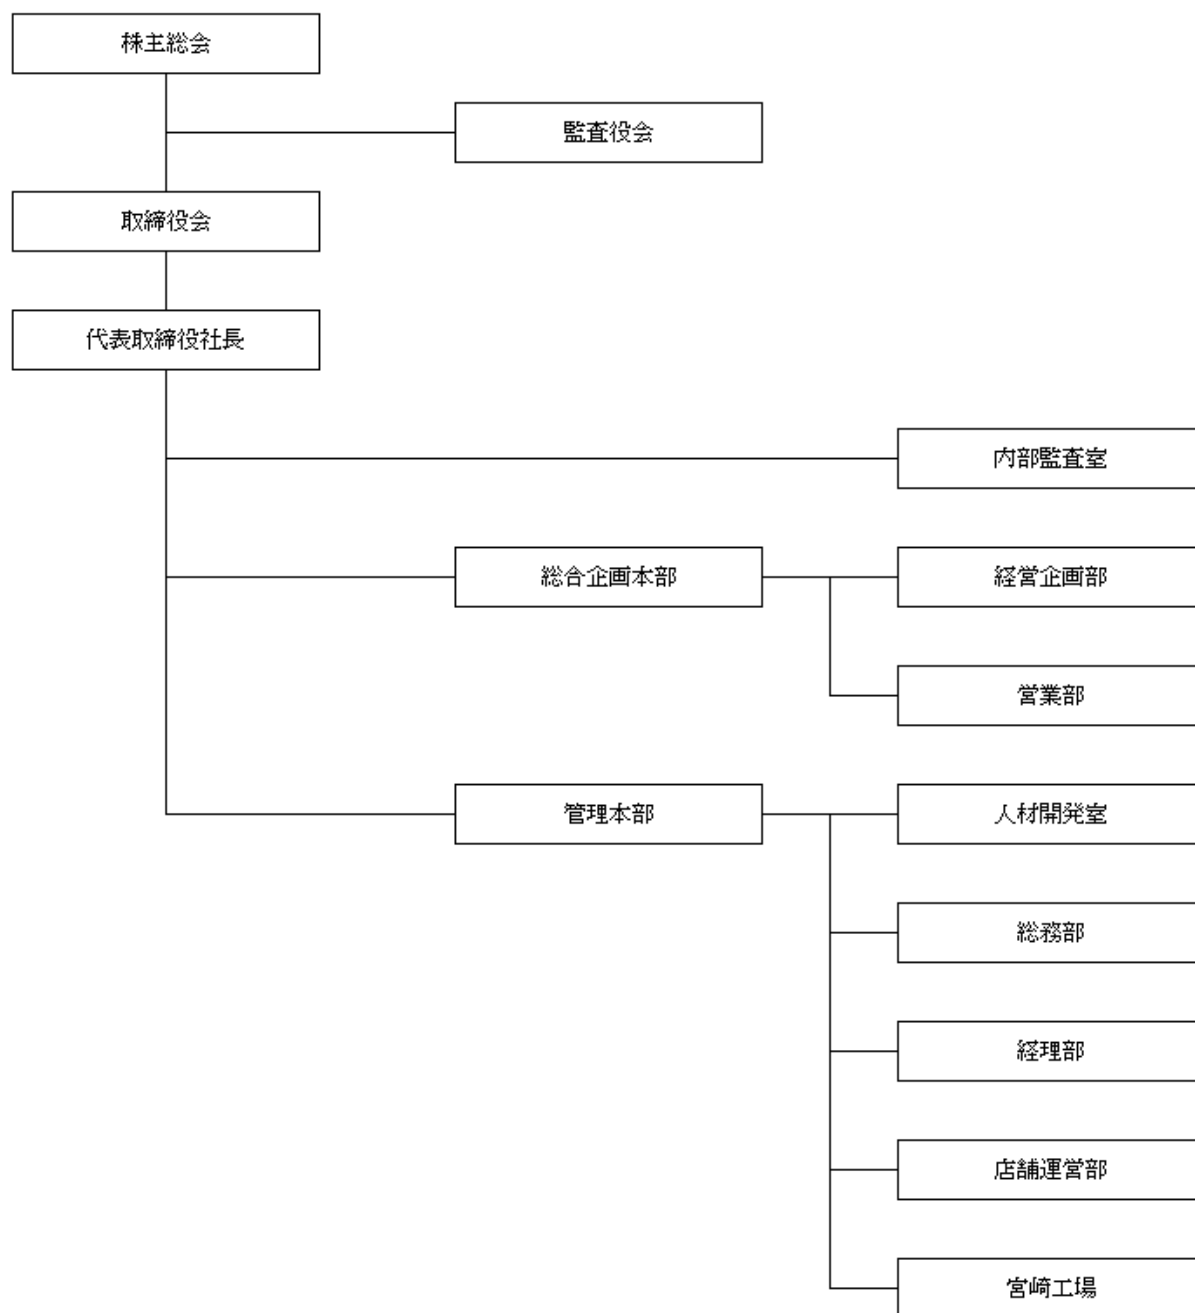 株主総会
監査役会
取締役会
代表取締役社長
内部監査室
総合企画本部
経営企画部
営業部
管理本部
人材開発室
総務部
経理部
店舗運営部
宮崎工場